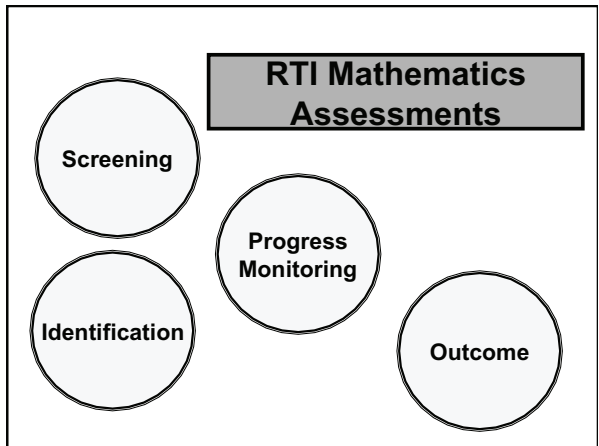 RTI Mathematics
Assessments
Screening
Progress
Monitoring
Identification
Outcome